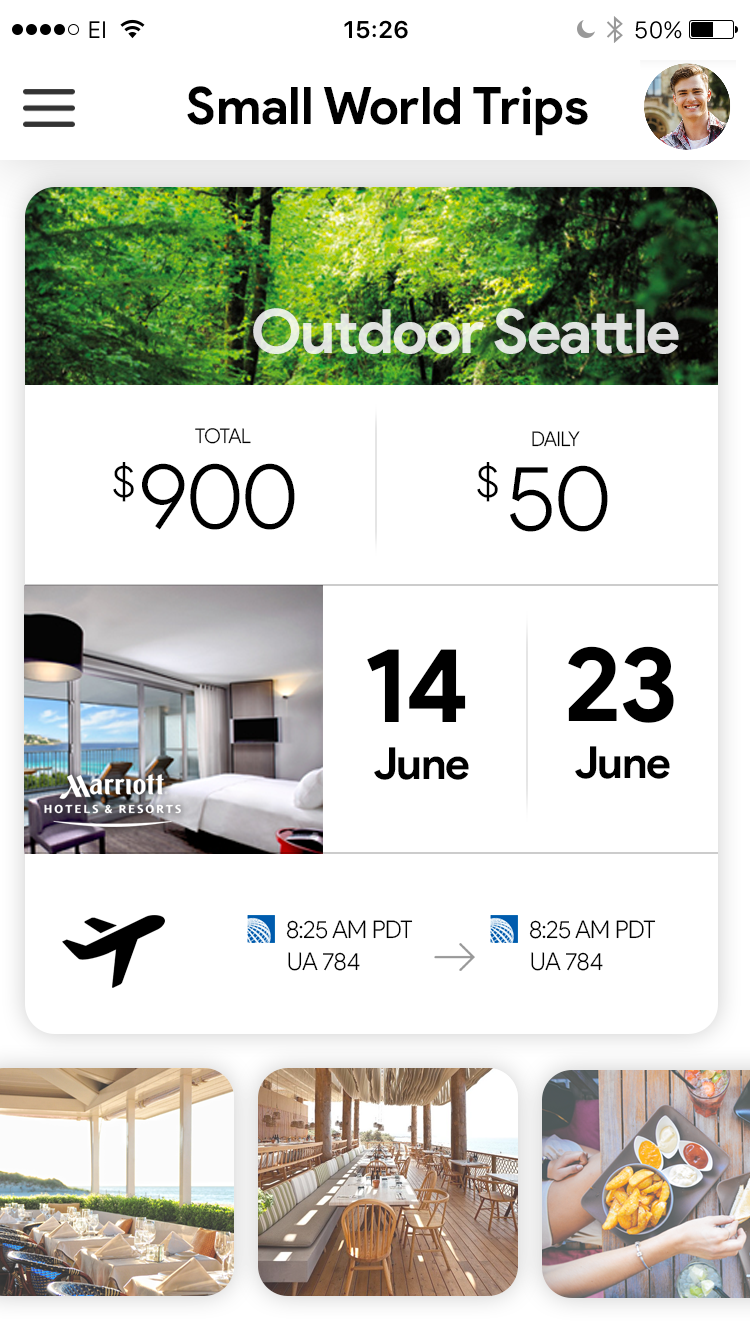 EI 15:26 50%
Small World Trips
Outdoor Seattle
TOTAL
$900
DAILY
$50
Marriott
HOTELS & RESORTS
14
June
23
June
8:25 AM PDT
UA 784
8:25 AM PDT
UA 784